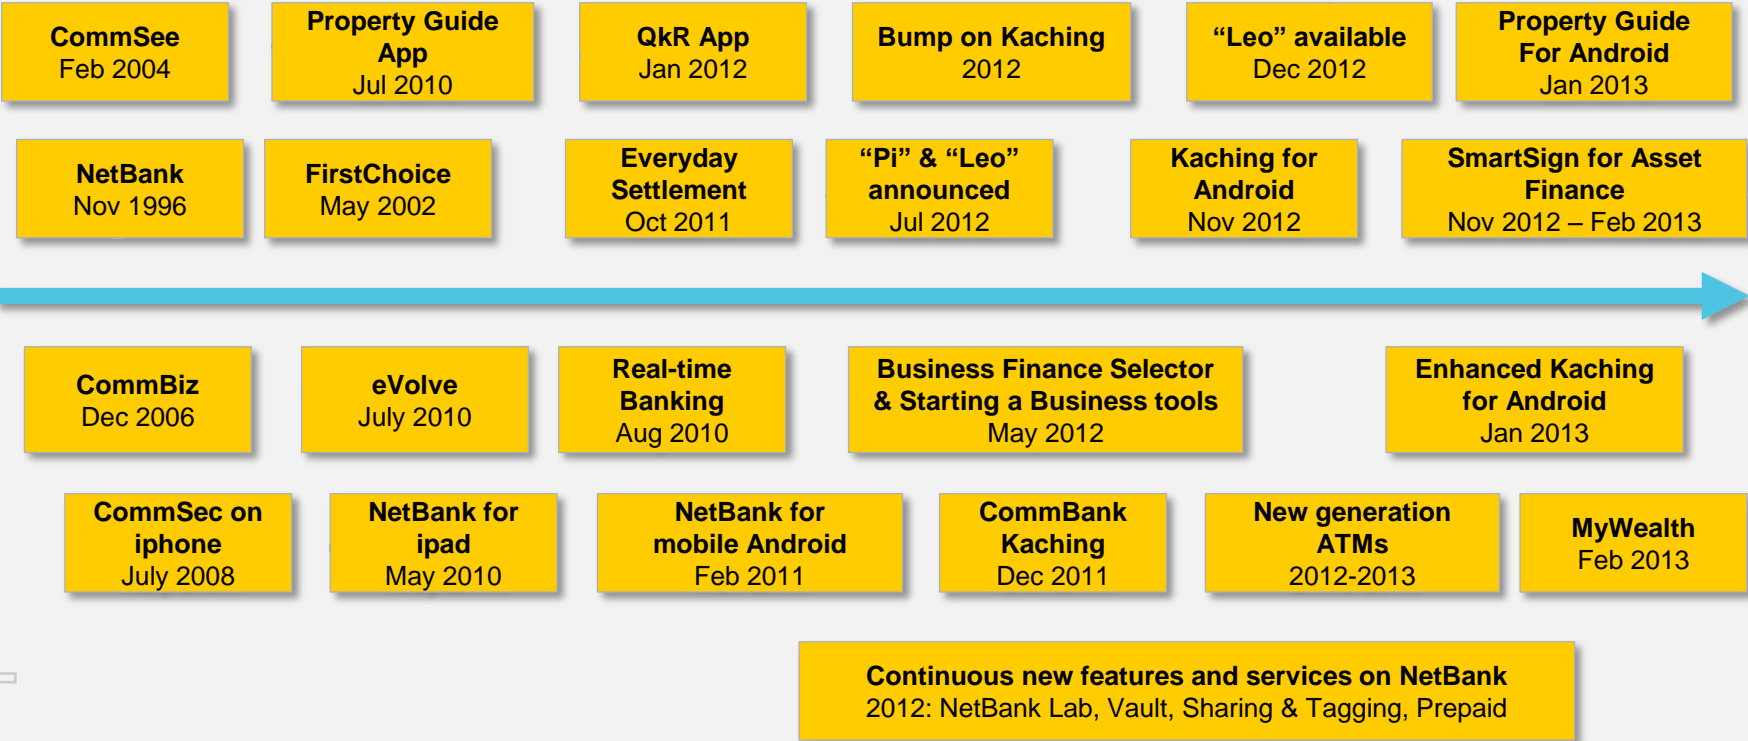 CommSee
Feb 2004
Property Guide
App
Jul 2010
QkR App
Jan 2012
Bump on Kaching
2012
“Leo” available
Dec 2012
Property Guide
For Android
Jan 2013
NetBank
Nov 1996
FirstChoice
May 2002
Everyday
Settlement
Oct 2011
“Pi” & “Leo”
announced
Jul 2012
Kaching for
Android
Nov 2012
SmartSign for Asset
Finance
Nov 2012 – Feb 2013
CommBiz
Dec 2006
eVolve
July 2010
Real-time
Banking
Aug 2010
Business Finance Selector
& Starting a Business tools
May 2012
Enhanced Kaching
for Android
Jan 2013
CommSec on
iphone
July 2008
NetBank for
ipad
May 2010
NetBank for
mobile Android
Feb 2011
CommBank
Kaching
Dec 2011
New generation
ATMs
2012-2013
MyWealth
Feb 2013
Continuous new features and services on NetBank
2012: NetBank Lab, Vault, Sharing & Tagging, Prepaid